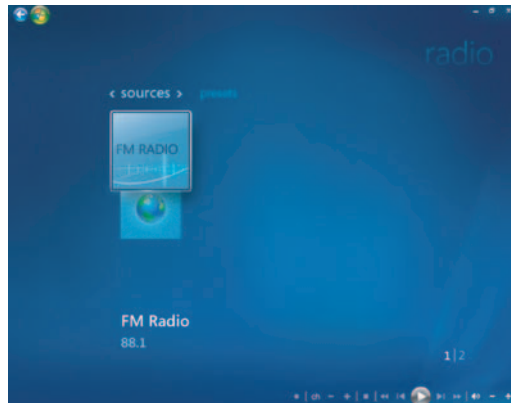 radio
< sources > presets
FM RADIO
FM Radio
88.1
1|2
ch − +